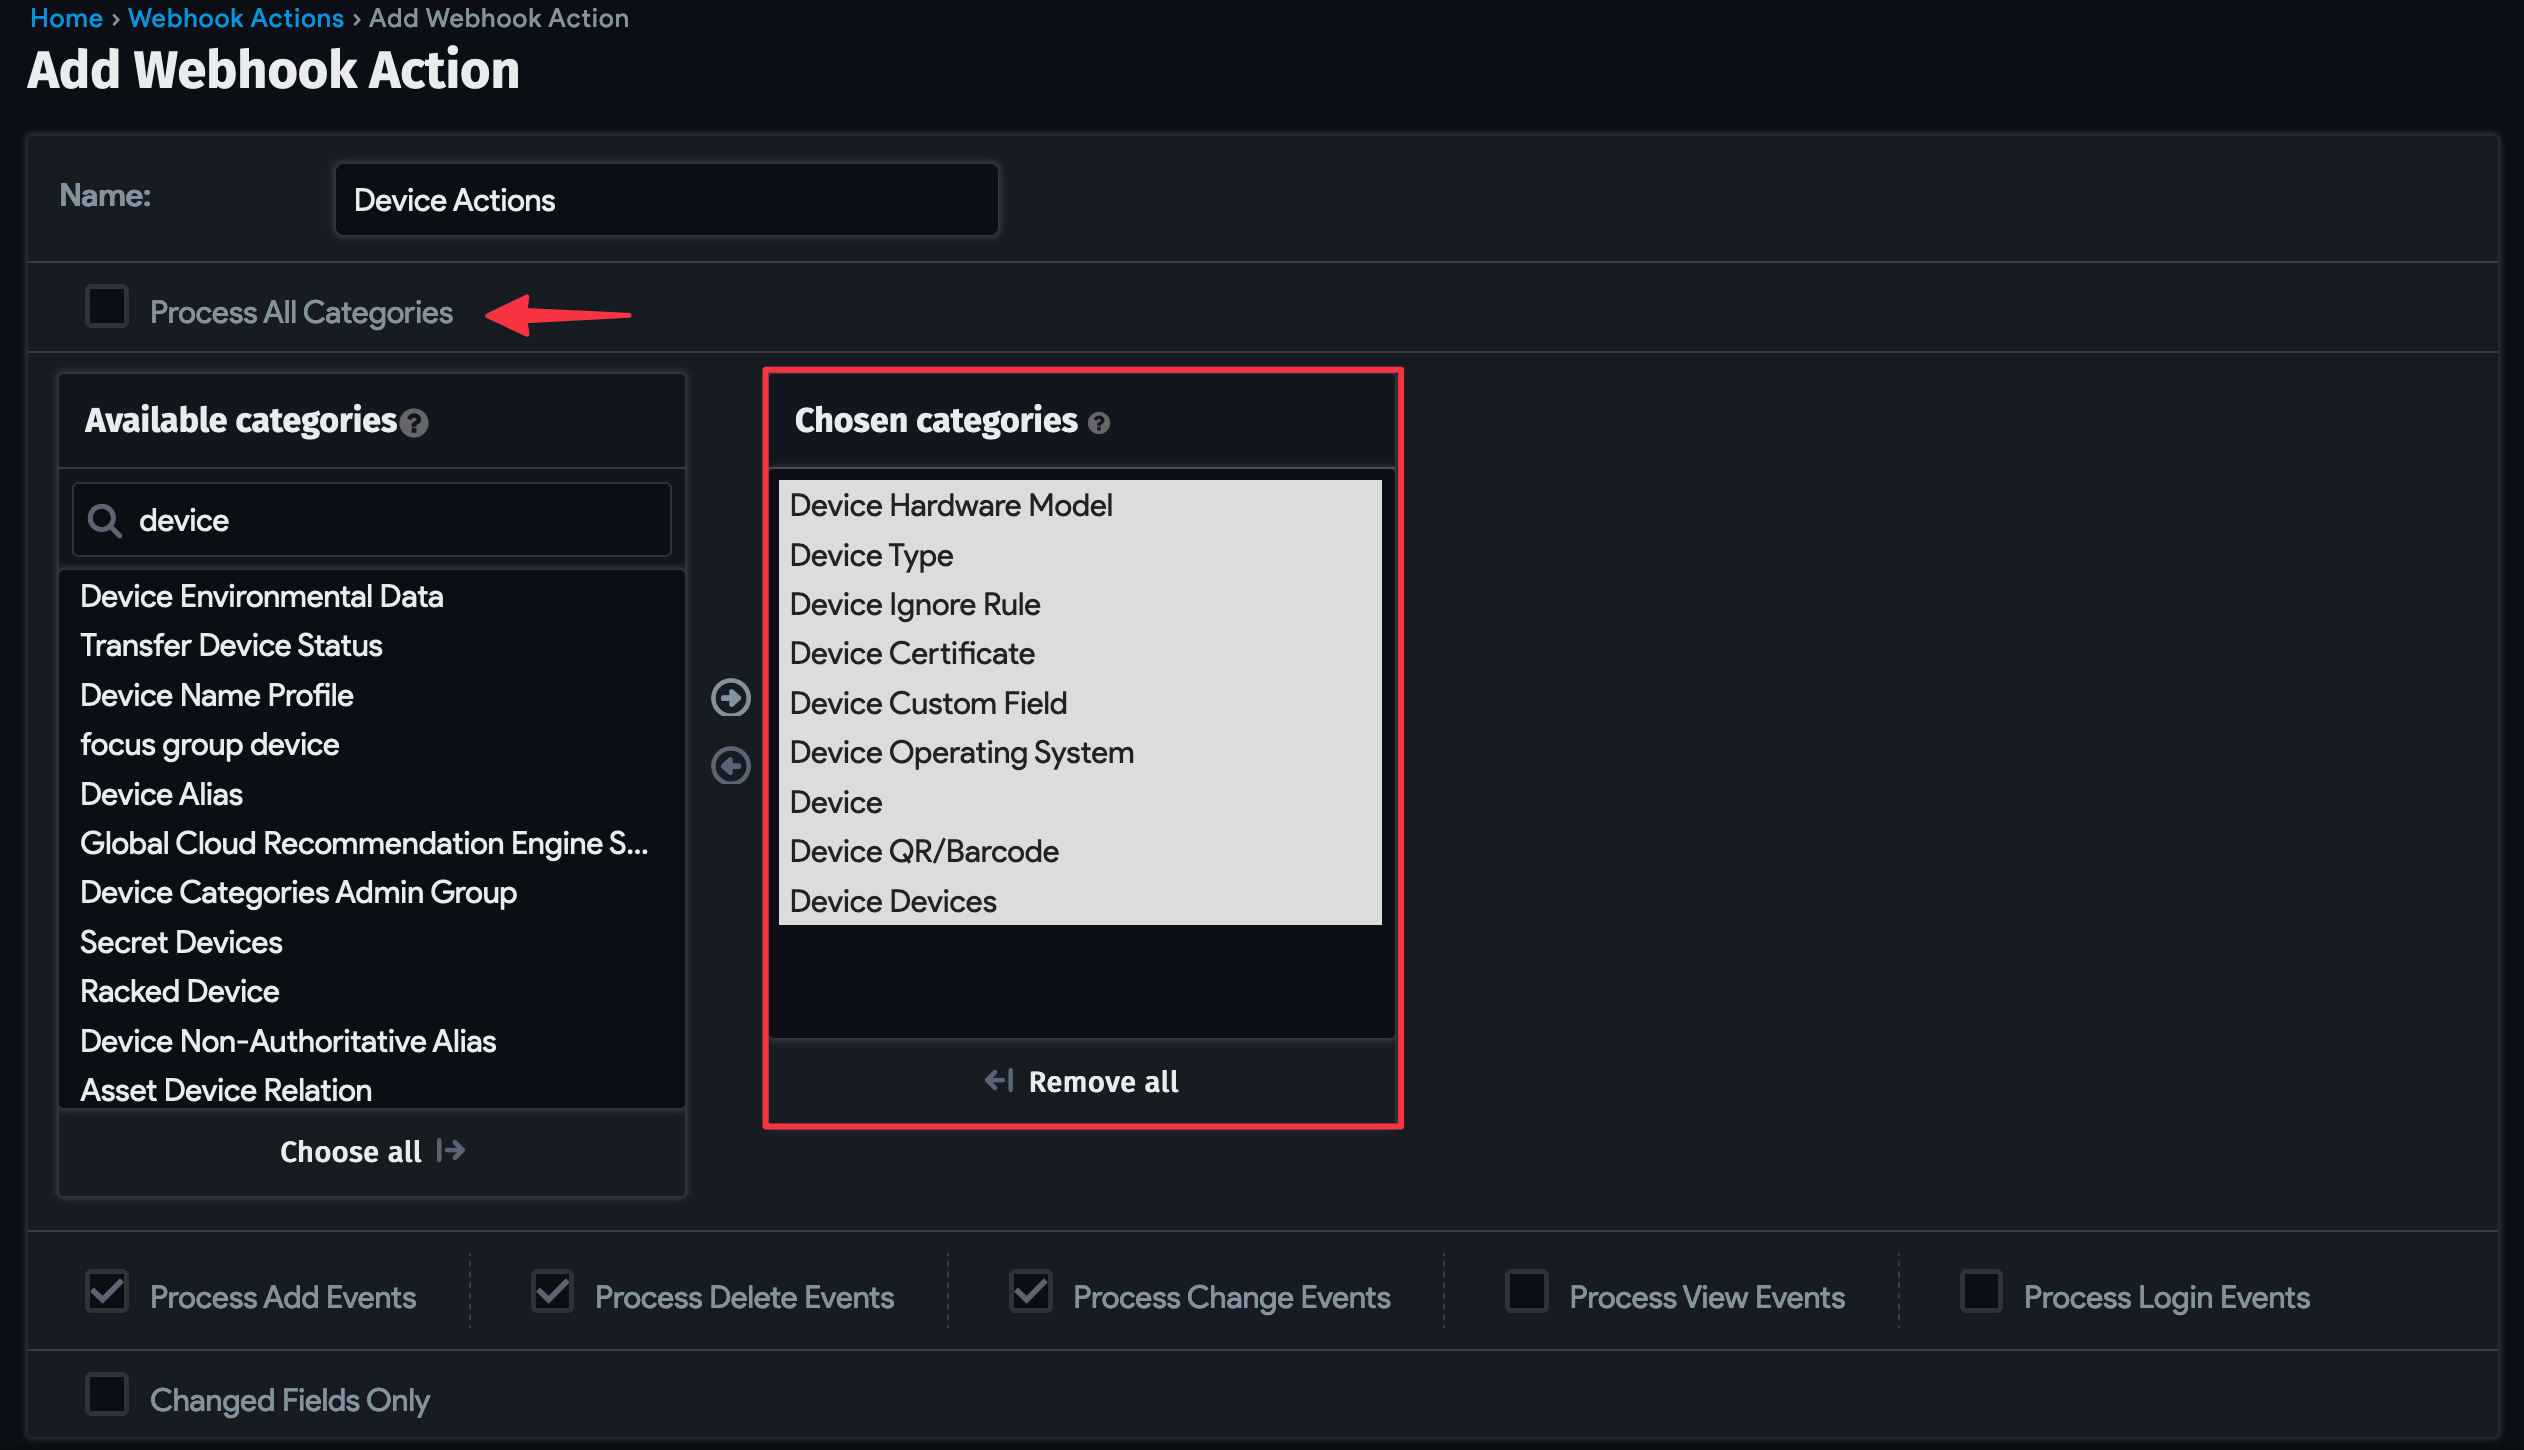 Home › Webhook Actions › Add Webhook Action
Add Webhook Action
Name:
Device Actions
Process All Categories
Available categories
device
Device Environmental Data
Transfer Device Status
Device Name Profile
focus group device
Device Alias
Global Cloud Recommendation Engine S...
Device Categories Admin Group
Secret Devices
Racked Device
Device Non-Authoritative Alias
Asset Device Relation
Choose all
Chosen categories
Device Hardware Model
Device Type
Device Ignore Rule
Device Certificate
Device Custom Field
Device Operating System
Device
Device QR/Barcode
Device Devices
Remove all
Process Add Events
Process Delete Events
Process Change Events
Process View Events
Process Login Events
Changed Fields Only